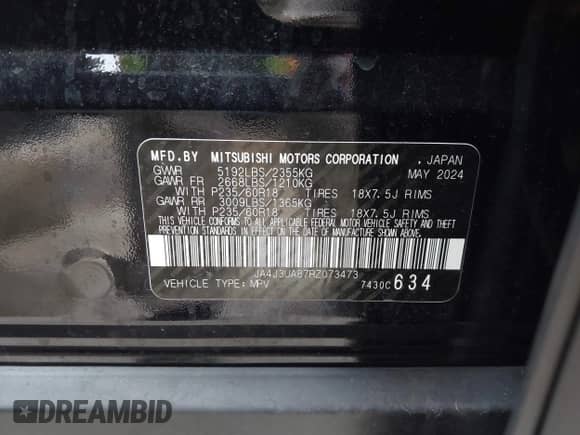 MFD.BY MITSUBISHI MOTORS CORPORATION . JAPAN
GVWR 5192LBS/2355KG MAY 2024
GAWR FR 2668LBS/1210KG
WITH P235/60R18 TIRES 18X7.5J RIMS
GAWR RR 3009LBS/1365KG
WITH P235/60R18 TIRES 18X7.5J RIMS
THIS VEHICLE CONFORMS TO ALL APPLICABLE FEDERAL MOTOR VEHICLE SAFETY AND THEFT
PREVENTION STANDARDS IN EFFECT ON THE DATE OF MANUFACTURE SHOWN ABOVE.
JA4J3UA87RZ073473
VEHICLE TYPE: MPV 7430C 634
DREAMBID